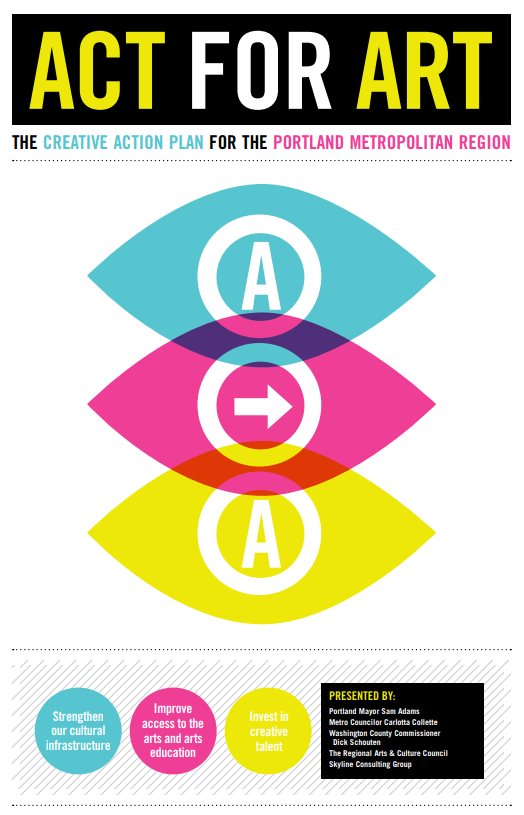 ACT FOR ART
THE CREATIVE ACTION PLAN FOR THE PORTLAND METROPOLITAN REGION
A
A
Strengthen
our cultural
infrastructure
Improve
access to the
arts and arts
education
Invest in
creative
talent
PRESENTED BY:
Portland Mayor Sam Adams
Metro Councilor Carlotta Collette
Washington County Commissioner
Dick Schouten
The Regional Arts & Culture Council
Skyline Consulting Group